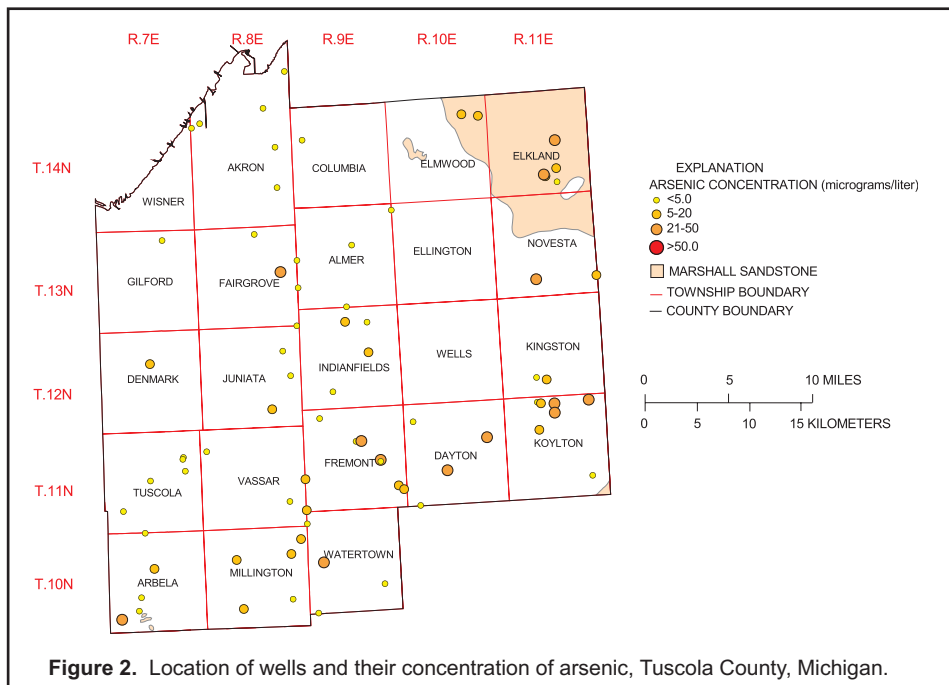 R.7E R.8E R.9E R.10E R.11E
T.14N
T.13N
T.12N
T.11N
T.10N
WISNER
AKRON
COLUMBIA
ELMWOOD
ELKLAND
GILFORD
FAIRGROVE
ALMER
ELLINGTON
NOVESTA
DENMARK
JUNIATA
INDIANFIELDS
WELLS
KINGSTON
TUSCOLA
VASSAR
FREMONT
DAYTON
KOYLTON
ARBELA
MILLINGTON
WATERTOWN
EXPLANATION
ARSENIC CONCENTRATION (micrograms/liter)
<5.0
5-20
21-50
>50.0
MARSHALL SANDSTONE
TOWNSHIP BOUNDARY
COUNTY BOUNDARY
0 5 10 MILES
0 5 10 15 KILOMETERS
Figure 2. Location of wells and their concentration of arsenic, Tuscola County, Michigan.